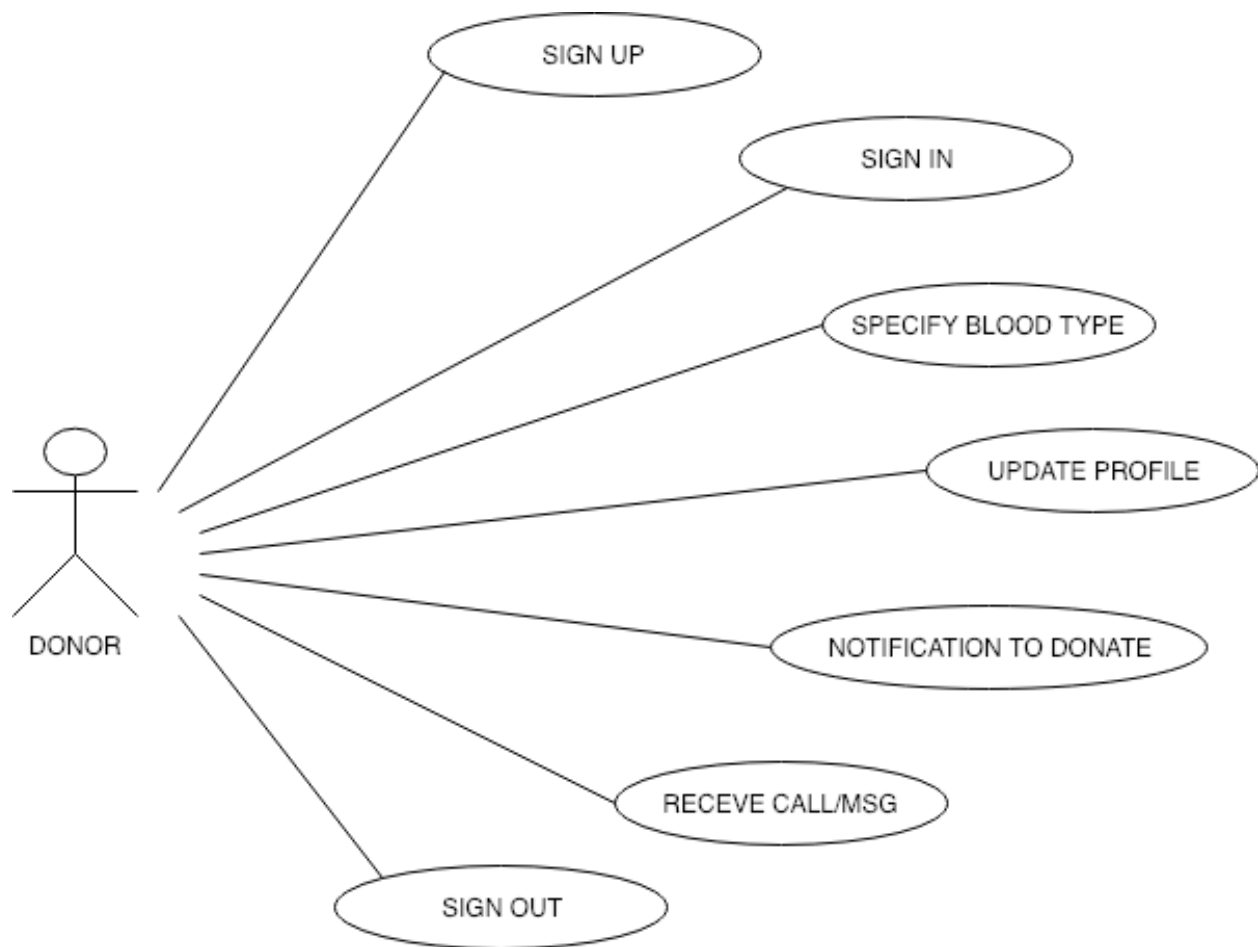 SIGN UP
SIGN IN
SPECIFY BLOOD TYPE
UPDATE PROFILE
DONOR
NOTIFICATION TO DONATE
RECEVE CALL/MSG
SIGN OUT